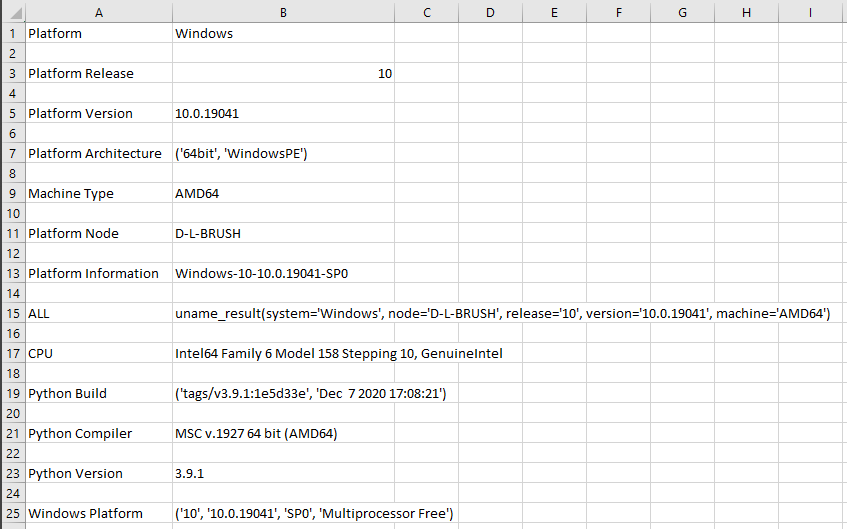 A B C D E F G H I
1 Platform Windows
2
3 Platform Release 10
4
5 Platform Version 10.0.19041
6
7 Platform Architecture ('64bit', 'WindowsPE')
8
9 Machine Type AMD64
10
11 Platform Node D-L-BRUSH
12
13 Platform Information Windows-10-10.0.19041-SP0
14
15 ALL uname_result(system='Windows', node='D-L-BRUSH', release='10', version='10.0.19041', machine='AMD64')
16
17 CPU Intel64 Family 6 Model 158 Stepping 10, GenuineIntel
18
19 Python Build ('tags/v3.9.1:1e5d33e', 'Dec  7 2020 17:08:21')
20
21 Python Compiler MSC v.1927 64 bit (AMD64)
22
23 Python Version 3.9.1
24
25 Windows Platform ('10', '10.0.19041', 'SP0', 'Multiprocessor Free')